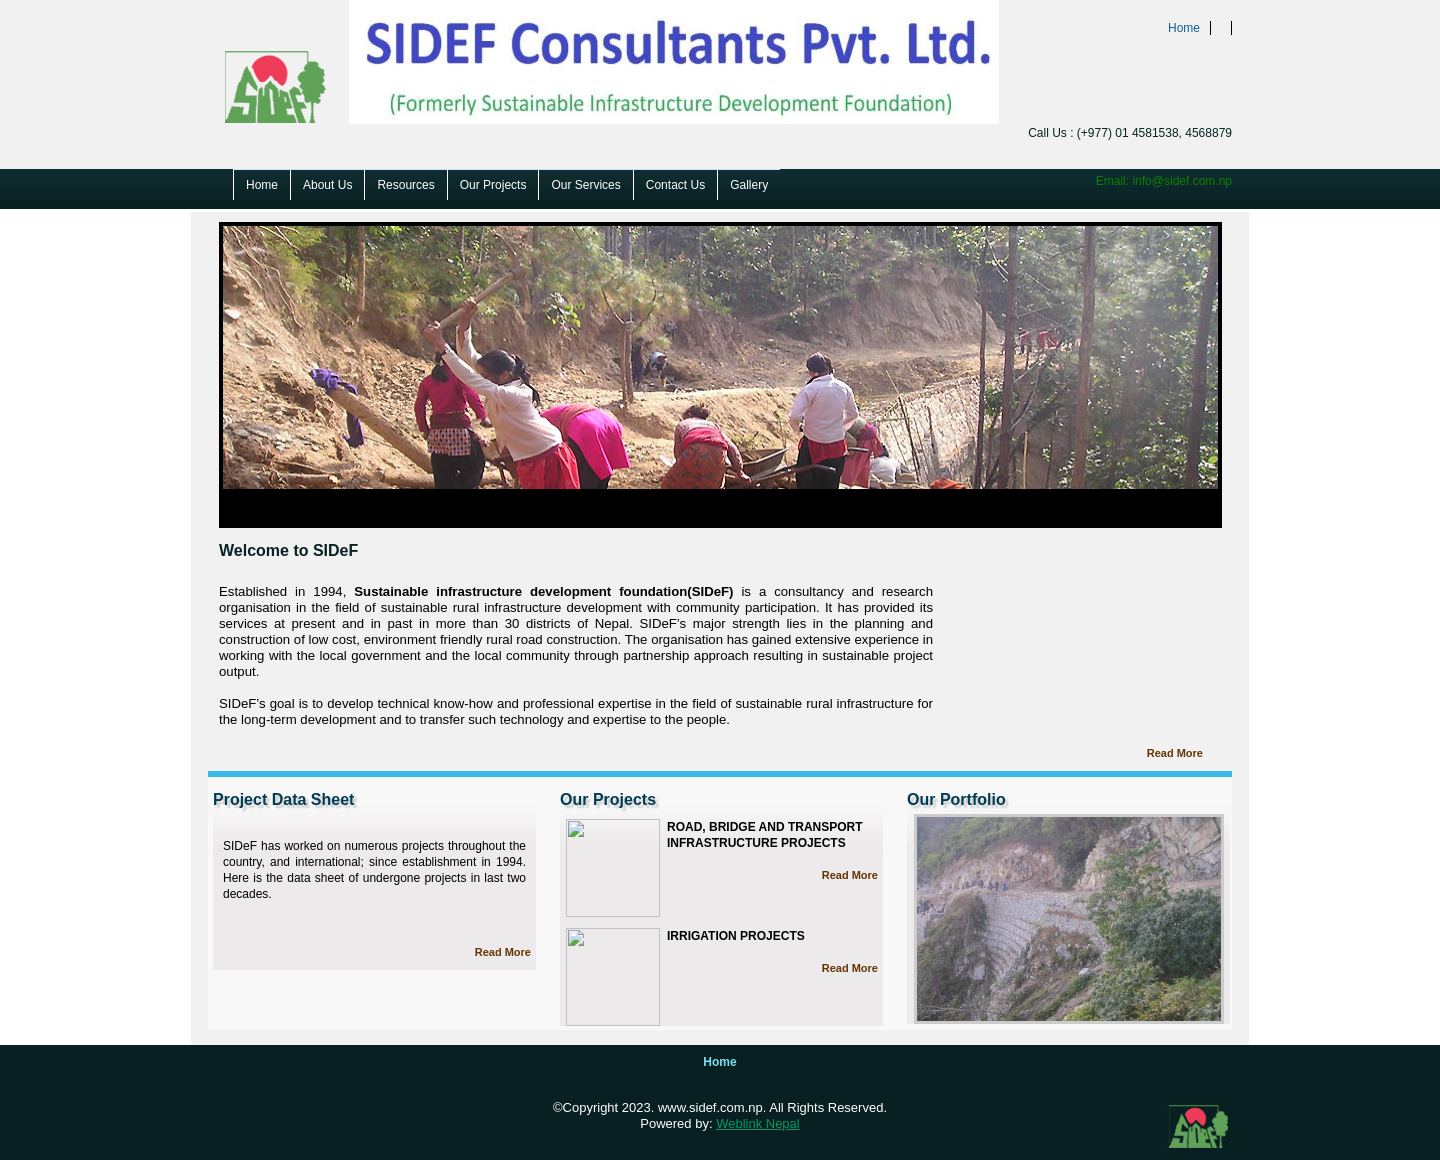 SIDEF Consultants Pvt. Ltd.
(Formerly Sustainable Infrastructure Development Foundation)
SIDeF
Home
Call Us : (+977) 01 4581538, 4568879
Home
About Us
Resources
Our Projects
Our Services
Contact Us
Gallery
Email: info@sidef.com.np
Welcome to SIDeF
Established in 1994, Sustainable infrastructure development foundation(SIDeF) is a consultancy and research
organisation in the field of sustainable rural infrastructure development with community participation. It has provided its
services at present and in past in more than 30 districts of Nepal. SIDeF's major strength lies in the planning and
construction of low cost, environment friendly rural road construction. The organisation has gained extensive experience in
working with the local government and the local community through partnership approach resulting in sustainable project
output.
SIDeF's goal is to develop technical know-how and professional expertise in the field of sustainable rural infrastructure for
the long-term development and to transfer such technology and expertise to the people.
Read More
Project Data Sheet
SIDeF has worked on numerous projects throughout the
country, and international; since establishment in 1994.
Here is the data sheet of undergone projects in last two
decades.
Read More
Our Projects
ROAD, BRIDGE AND TRANSPORT
INFRASTRUCTURE PROJECTS
Read More
IRRIGATION PROJECTS
Read More
Our Portfolio
Home
©Copyright 2023. www.sidef.com.np. All Rights Reserved.
Powered by: Weblink Nepal
SIDeF